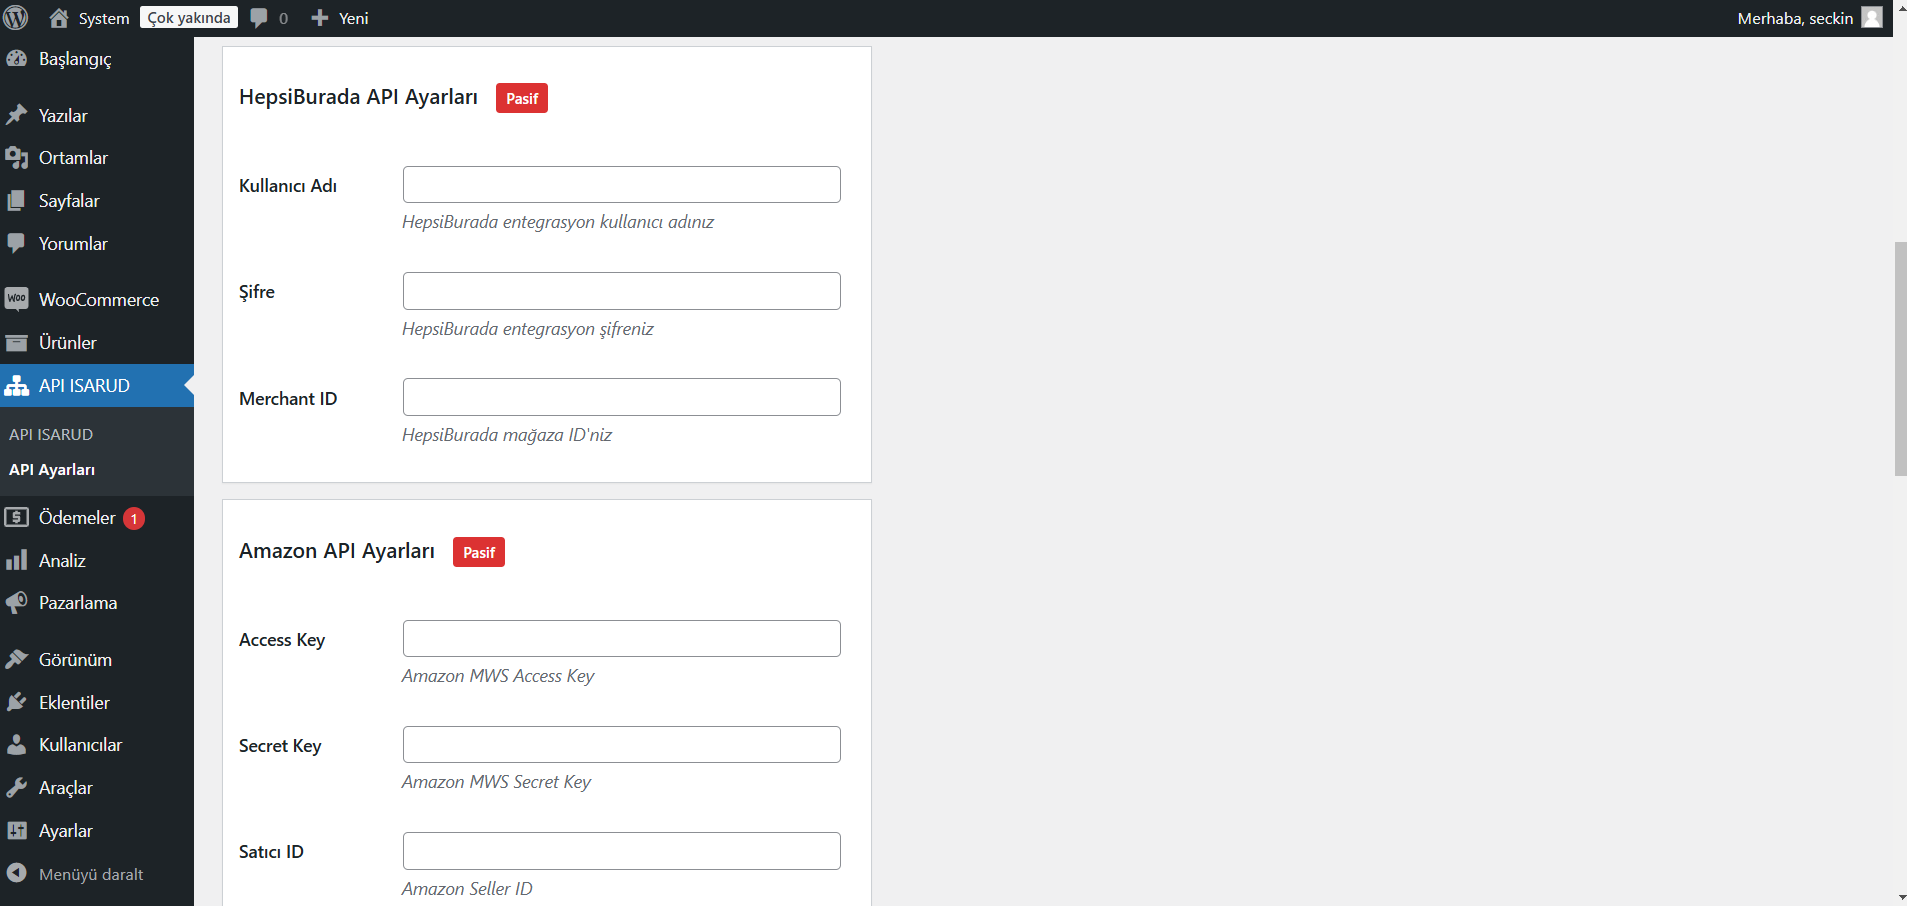 System Çok yakında 0 Yeni Merhaba, seckin
Başlangıç
Yazılar
Ortamlar
Sayfalar
Yorumlar
Woo WooCommerce
Ürünler
API ISARUD
API ISARUD
API Ayarları
Ödemeler 1
Analiz
Pazarlama
Görünüm
Eklentiler
Kullanıcılar
Araçlar
Ayarlar
Menüyü daralt
HepsiBurada API Ayarları Pasif
Kullanıcı Adı
HepsiBurada entegrasyon kullanıcı adınız
Şifre
HepsiBurada entegrasyon şifreniz
Merchant ID
HepsiBurada mağaza ID'niz
Amazon API Ayarları Pasif
Access Key
Amazon MWS Access Key
Secret Key
Amazon MWS Secret Key
Satıcı ID
Amazon Seller ID